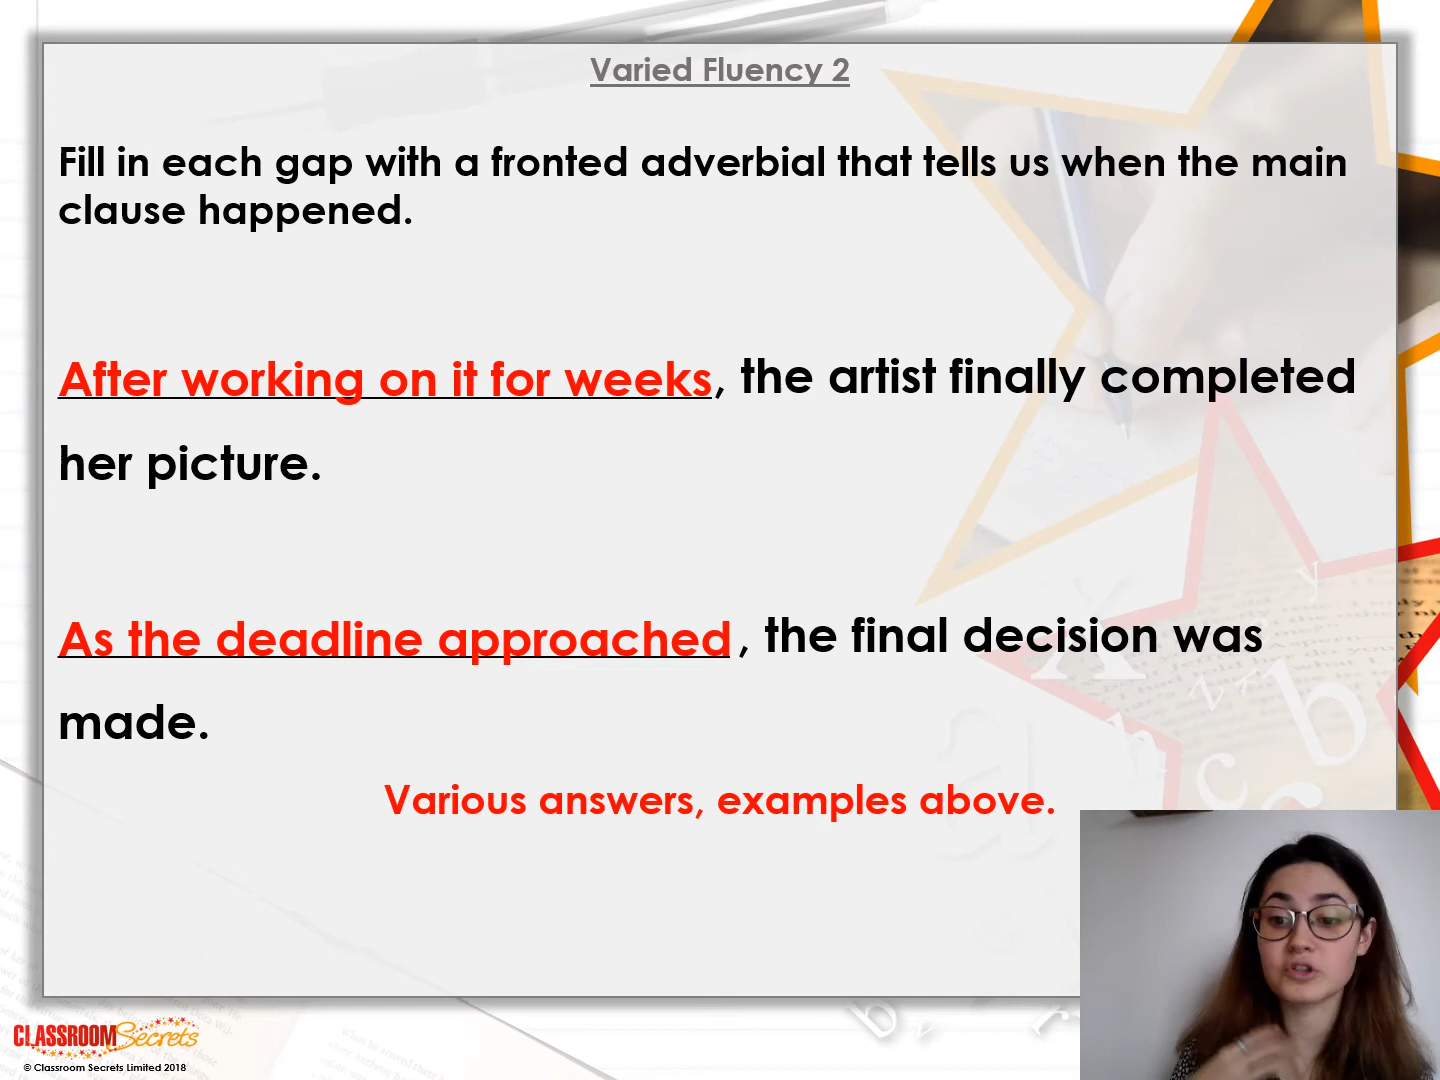 Varied Fluency 2
Fill in each gap with a fronted adverbial that tells us when the main
clause happened.
After working on it for weeks, the artist finally completed
her picture.
As the deadline approached , the final decision was
made.
Various answers, examples above.
CLASSROOM Secrets
© Classroom Secrets Limited 2018